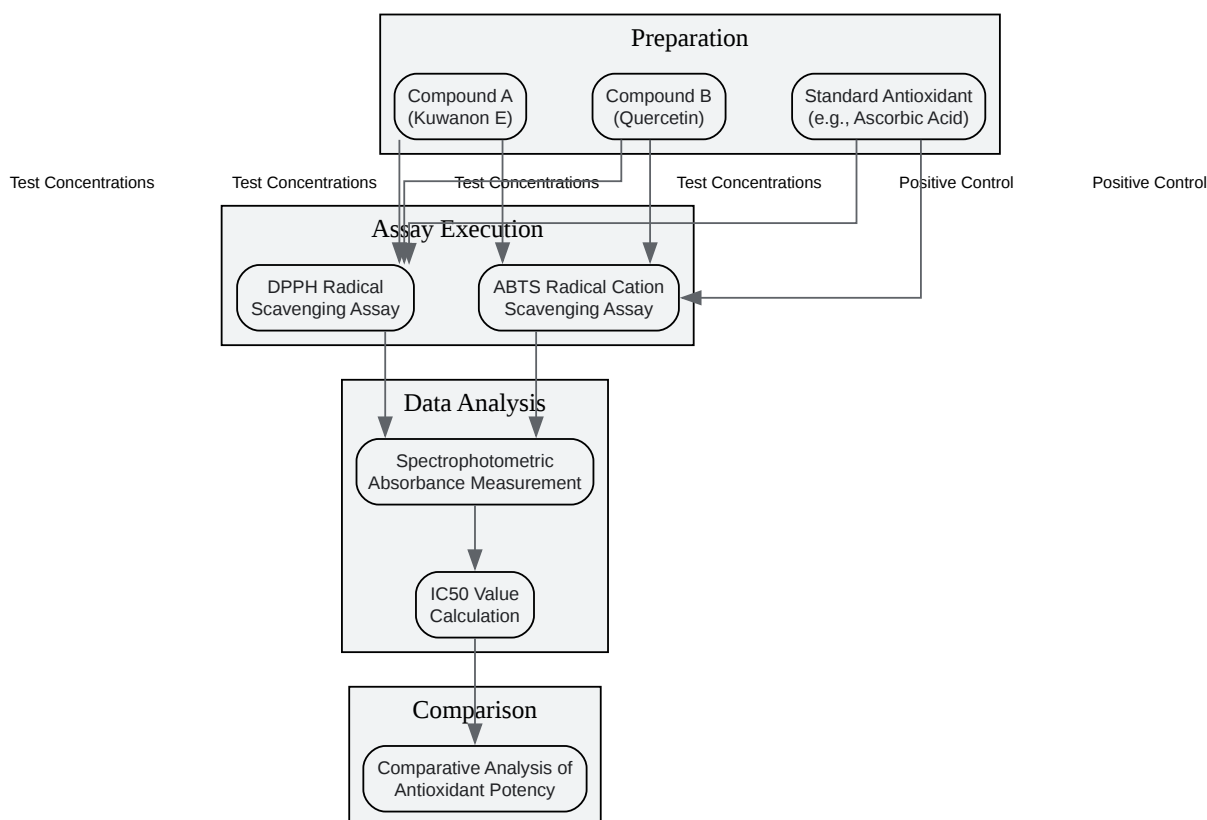 Preparation
Compound A
(Kuwanon E)
Compound B
(Quercetin)
Standard Antioxidant
(e.g., Ascorbic Acid)
Test Concentrations
Test Concentrations
Test Concentrations
Test Concentrations
Positive Control
Positive Control
Assay Execution
DPPH Radical
Scavenging Assay
ABTS Radical Cation
Scavenging Assay
Data Analysis
Spectrophotometric
Absorbance Measurement
IC50 Value
Calculation
Comparison
Comparative Analysis of
Antioxidant Potency